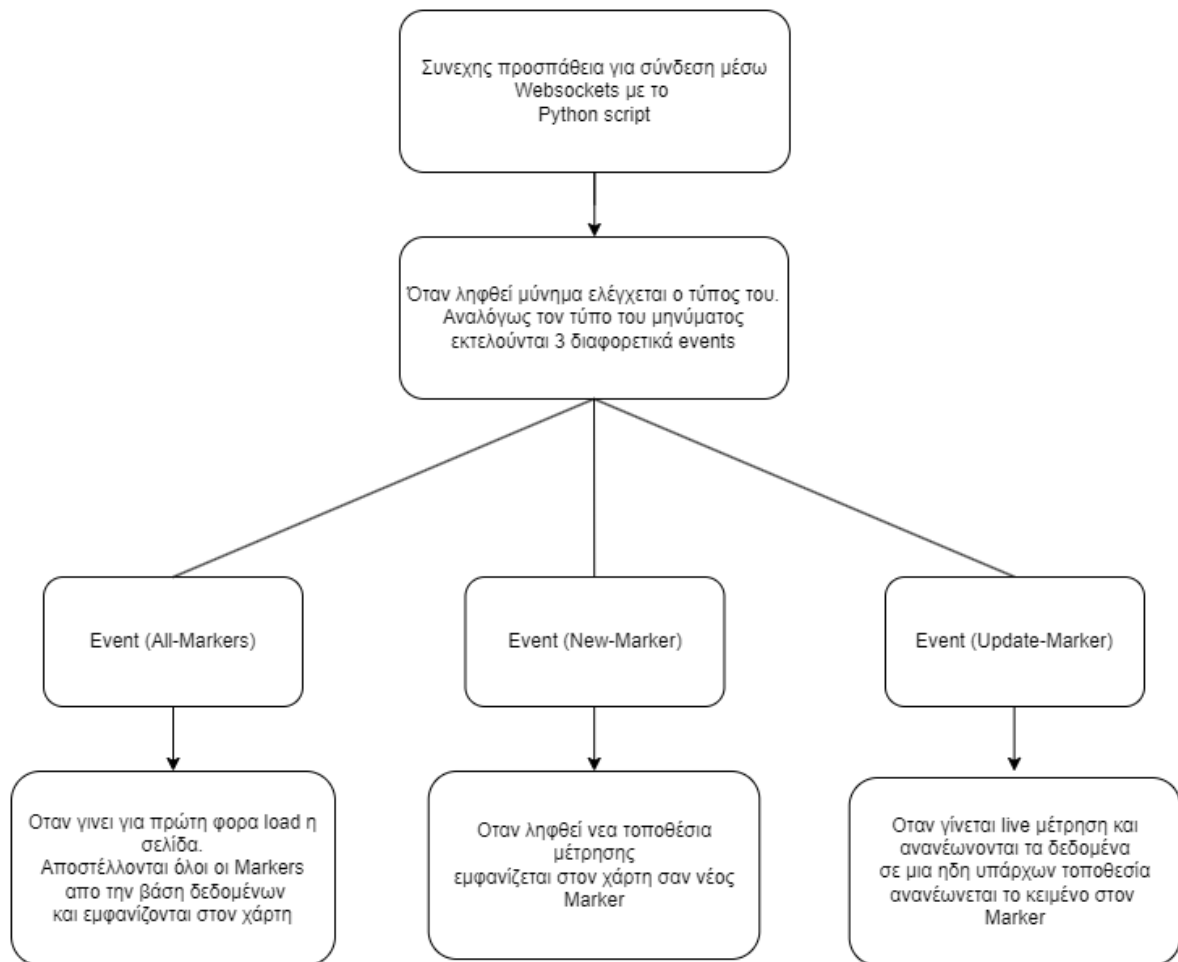 Συνεχης προσπάθεια για σύνδεση μέσω
Websockets με το
Python script
Όταν ληφθεί μύνημα ελέγχεται ο τύπος του.
Αναλόγως τον τύπο του μηνύματος
εκτελούνται 3 διαφορετικά events
Event (All-Markers)
Event (New-Marker)
Event (Update-Marker)
Οταν γινει για πρώτη φορα load η
σελίδα.
Αποστέλλονται όλοι οι Markers
απο την βάση δεδομένων
και εμφανίζονται στον χάρτη
Οταν ληφθεί νεα τοποθέσια
μέτρησης
εμφανίζεται στον χάρτη σαν νέος
Marker
Οταν γίνεται live μέτρηση και
ανανέωνονται τα δεδομένα
σε μια ηδη υπάρχων τοποθεσία
ανανέωνεται το κειμένο στον
Marker